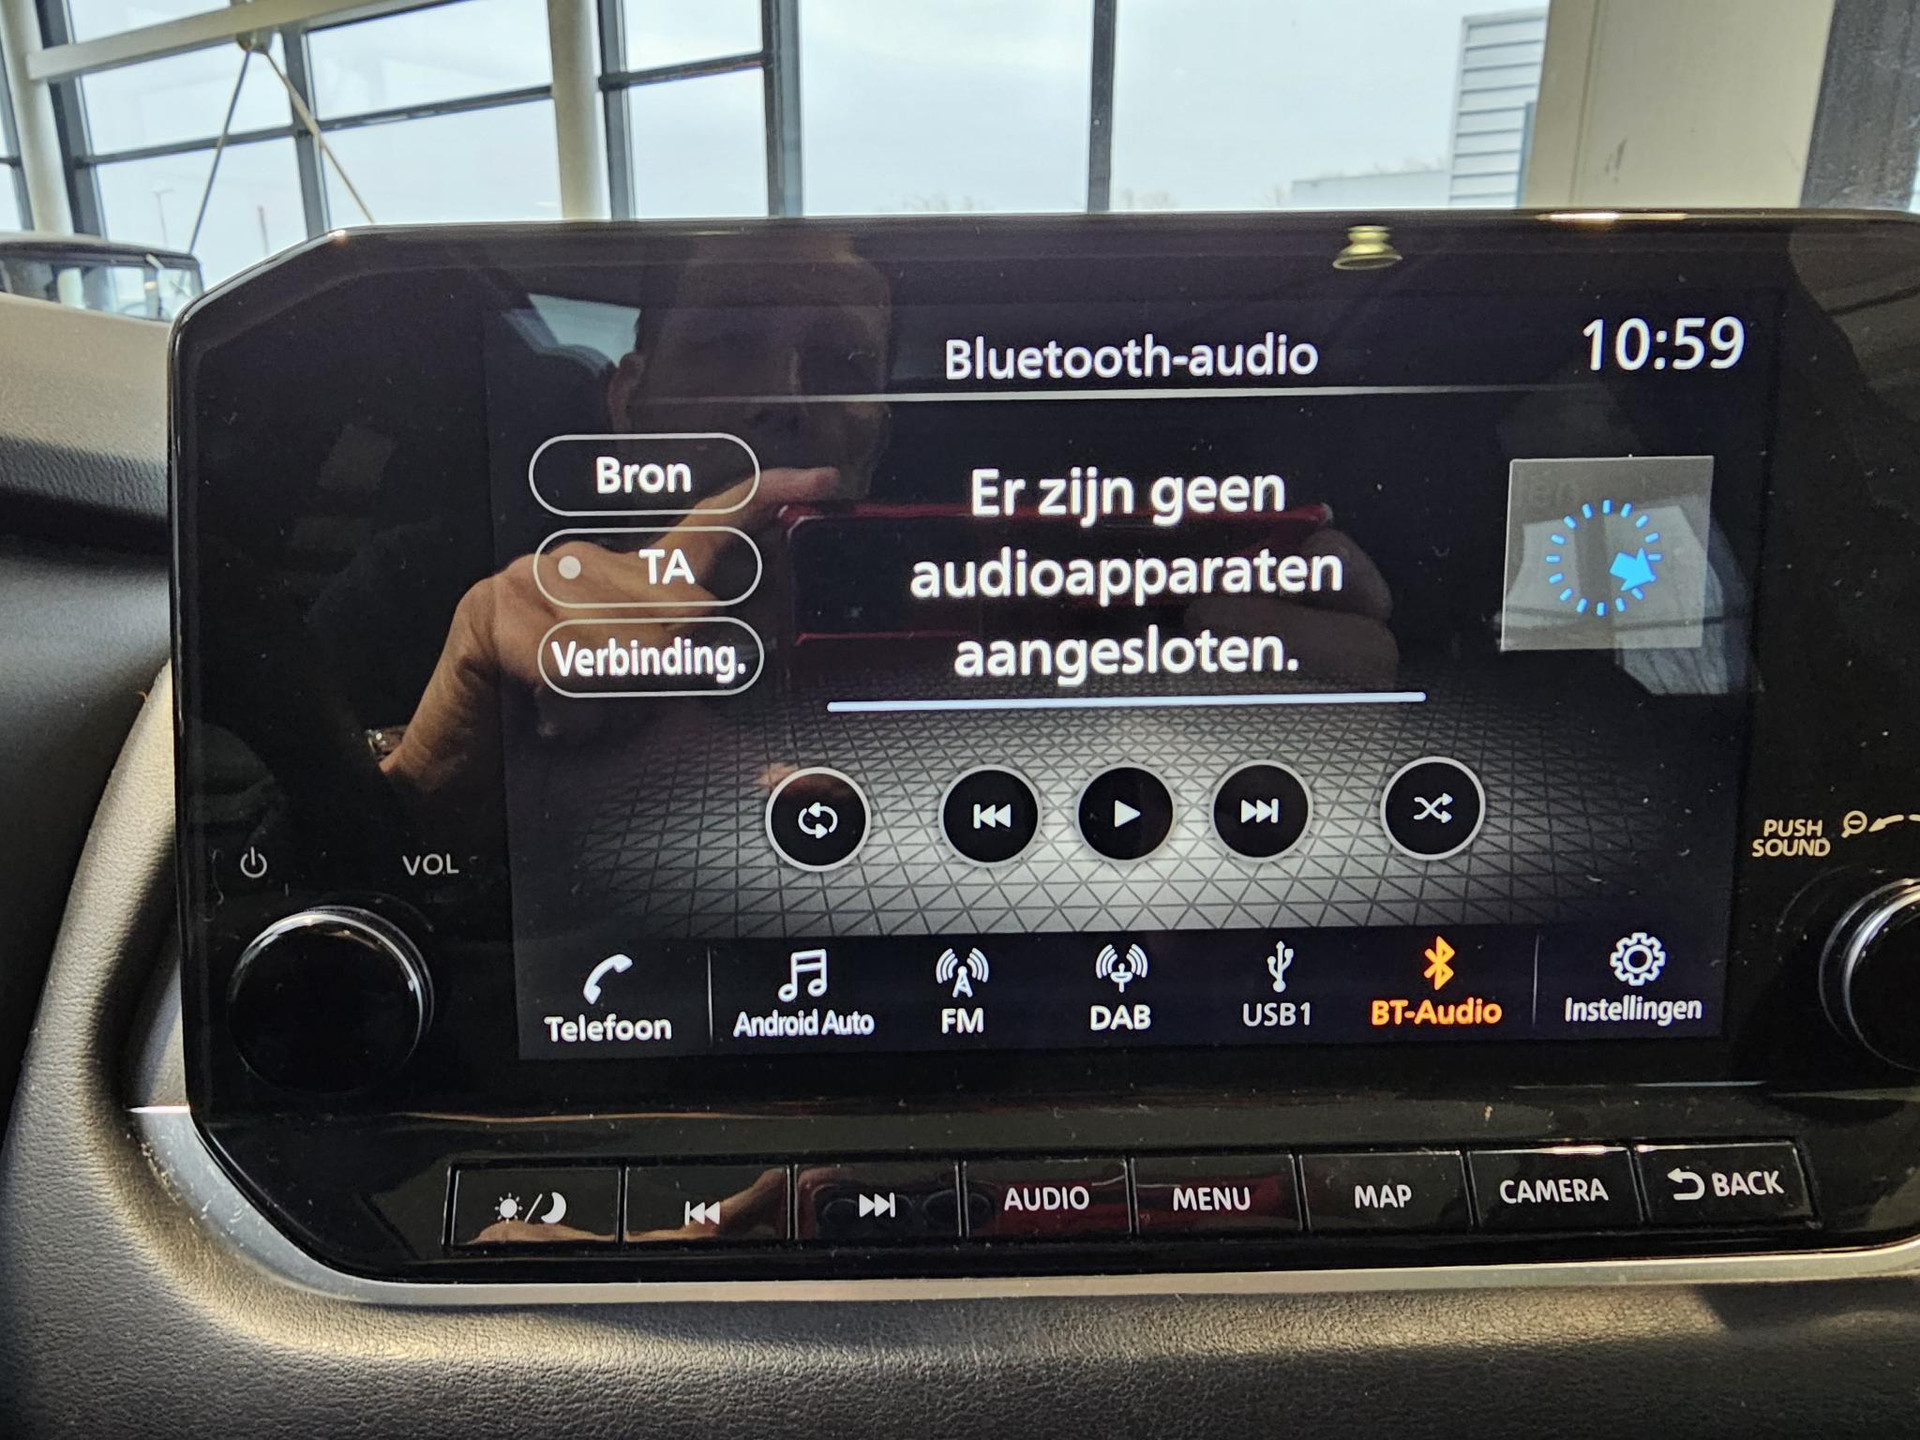 Bluetooth-audio
10:59
Bron
TA
Verbinding.
Er zijn geen
audioapparaten
aangesloten.
VOL
PUSH
SOUND
Telefoon
Android Auto
FM
DAB
USB1
BT-Audio
Instellingen
AUDIO
MENU
MAP
CAMERA
BACK